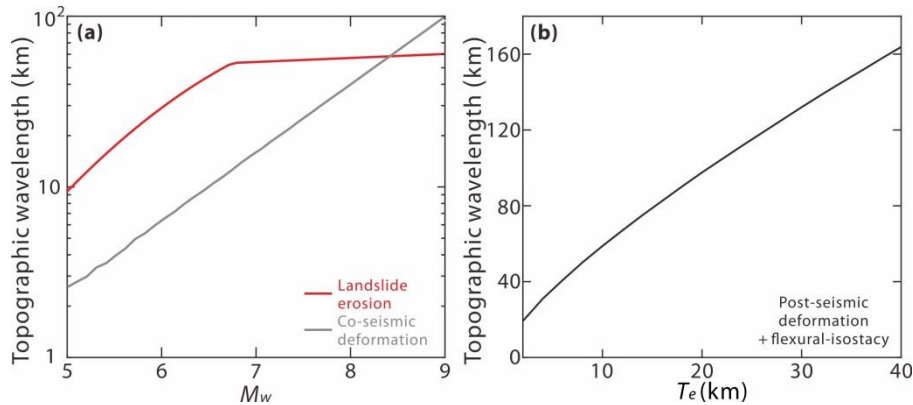 (a)
Topographic wavelength (km)
10²
10
1
5
6
7
8
9
Mw
Landslide
erosion
Co-seismic
deformation
(b)
Topographic wavelength (km)
160
120
80
40
0
10
20
30
40
Te (km)
Post-seismic
deformation
+ flexural-isostacy